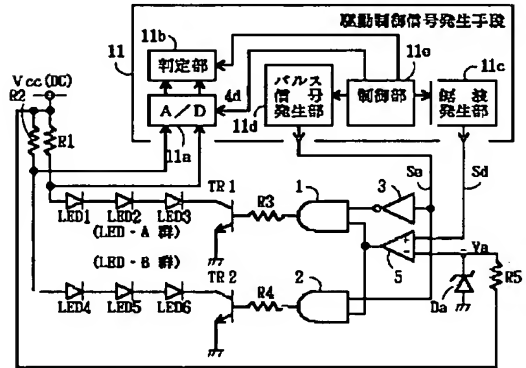 駆動制御信号発生手段
11
11b
判定部
11e
11c
Vcc(DC)
R2
R1
A/D
4d
11a
パルス
信号
発生部
11d
制御部
鋸波
発生部
Se
Sd
LED1
LED2
LED3
TR1
R3
1
3
(LED・A群)
(LED・B群)
5
+
-
Va
R5
Da
LED4
LED5
LED6
TR2
R4
2